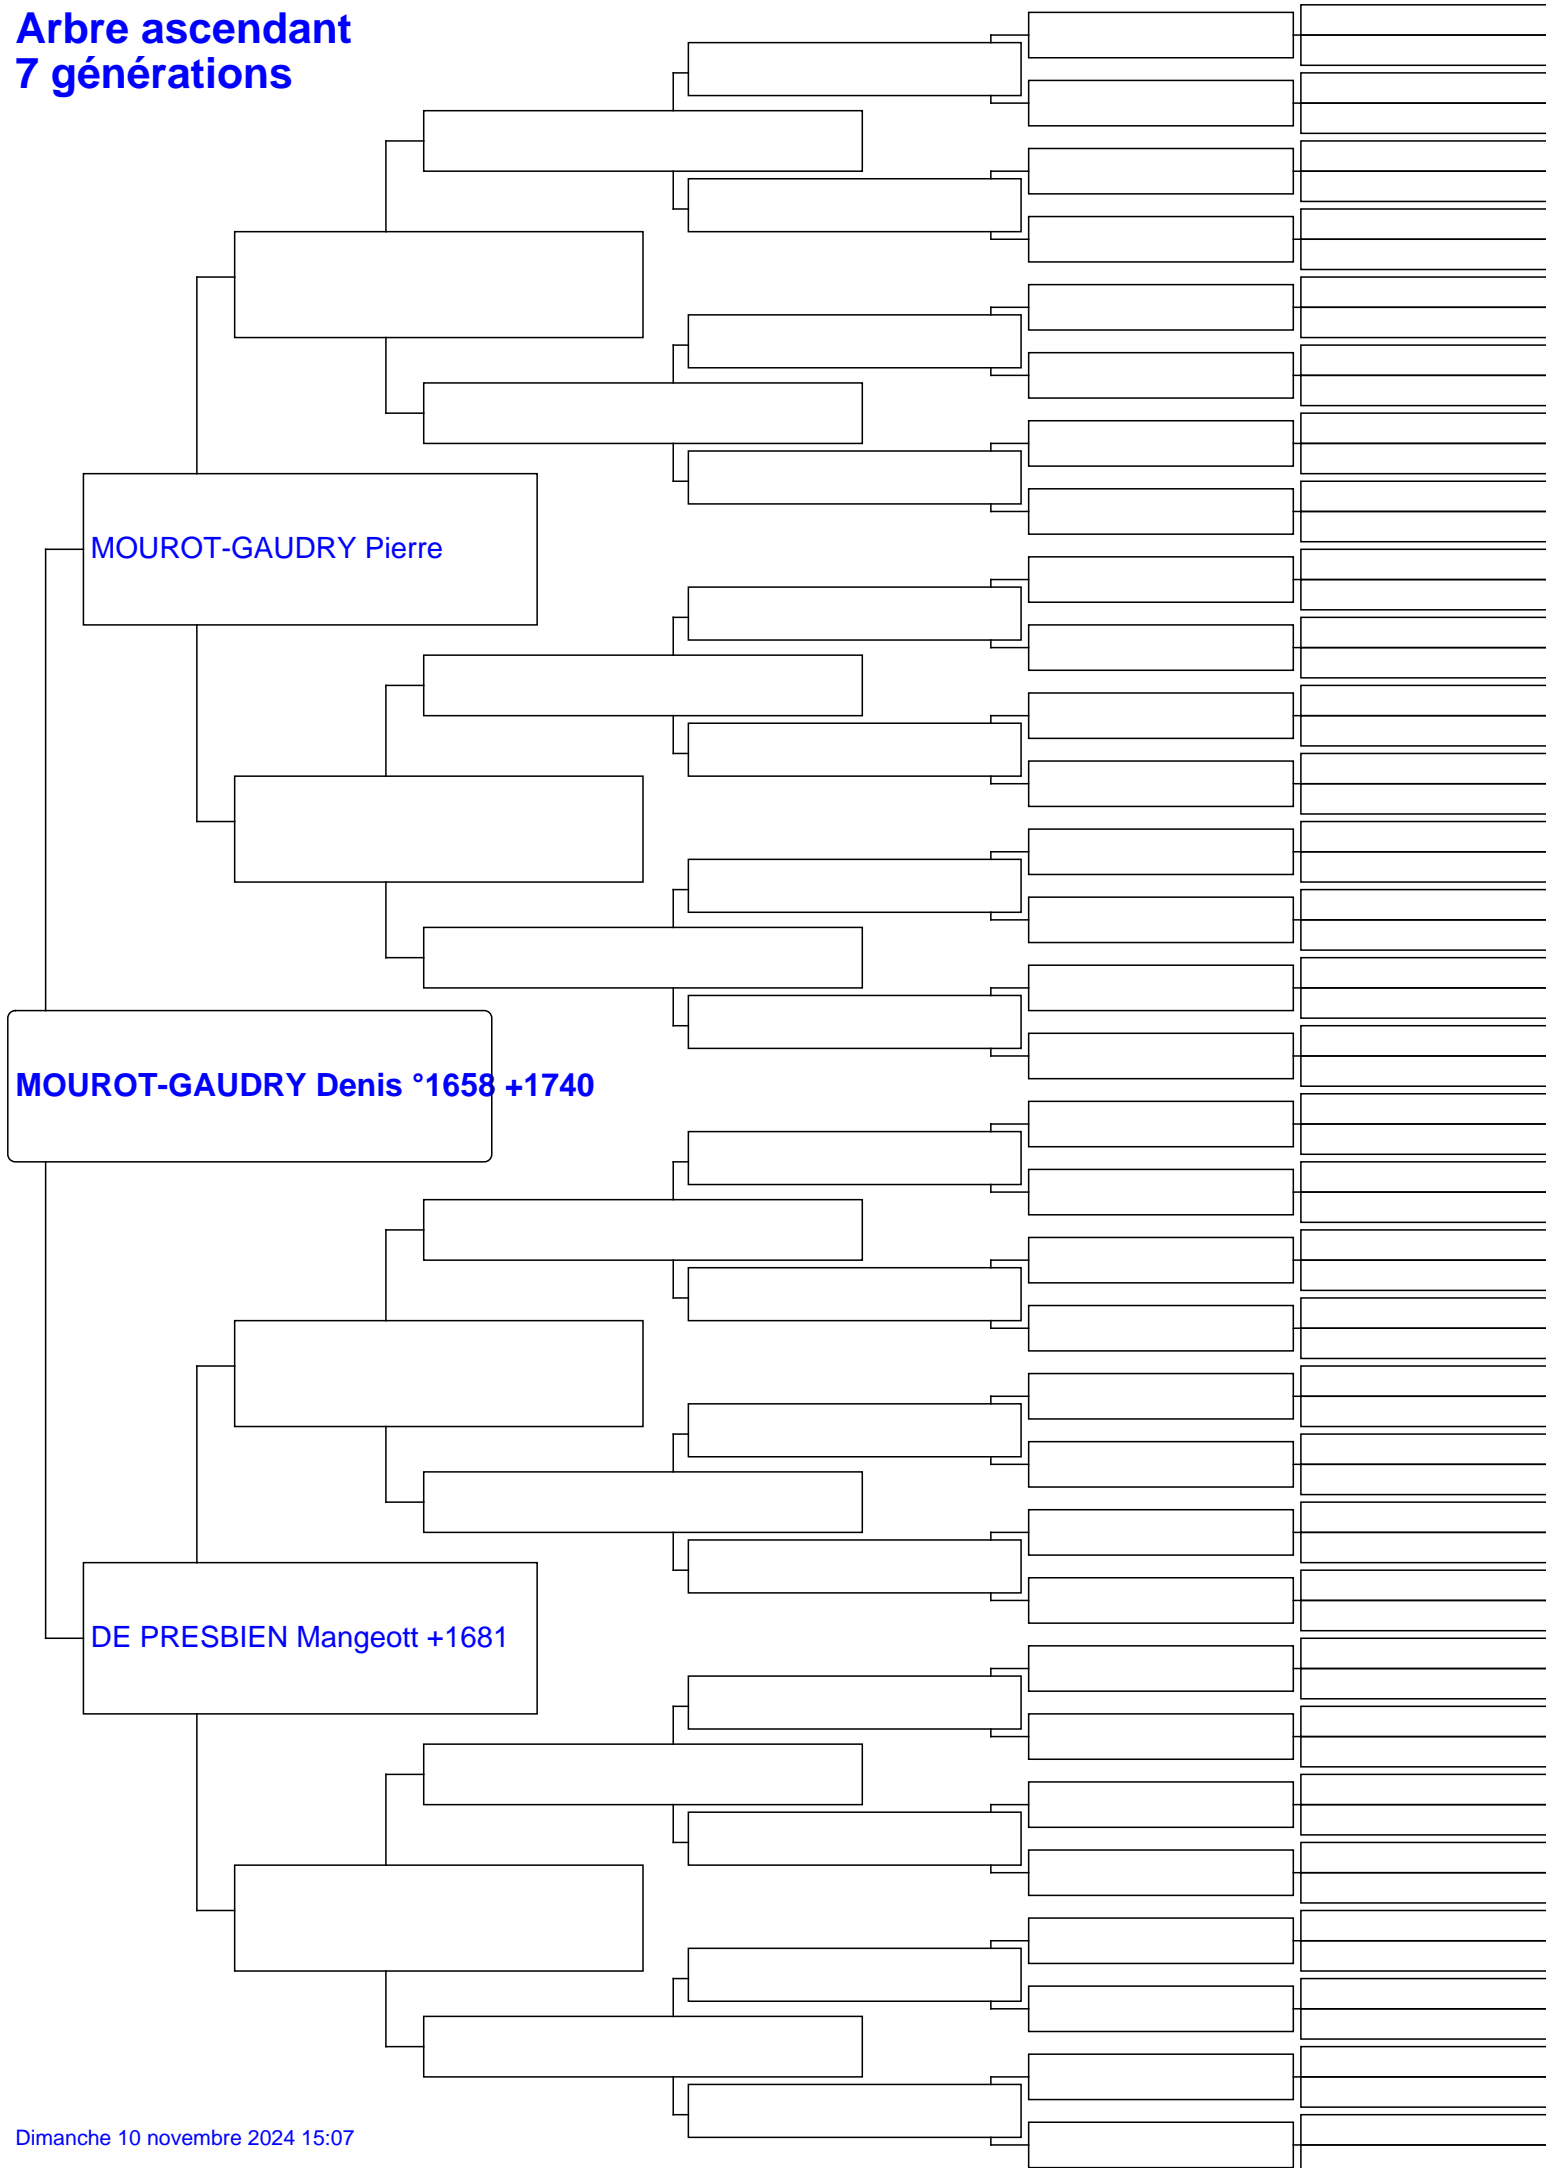 Arbre ascendant
7 générations
MOUROT-GAUDRY Pierre
MOUROT-GAUDRY Denis °1658 +1740
DE PRESBIEN Mangeott +1681
Dimanche 10 novembre 2024 15:07